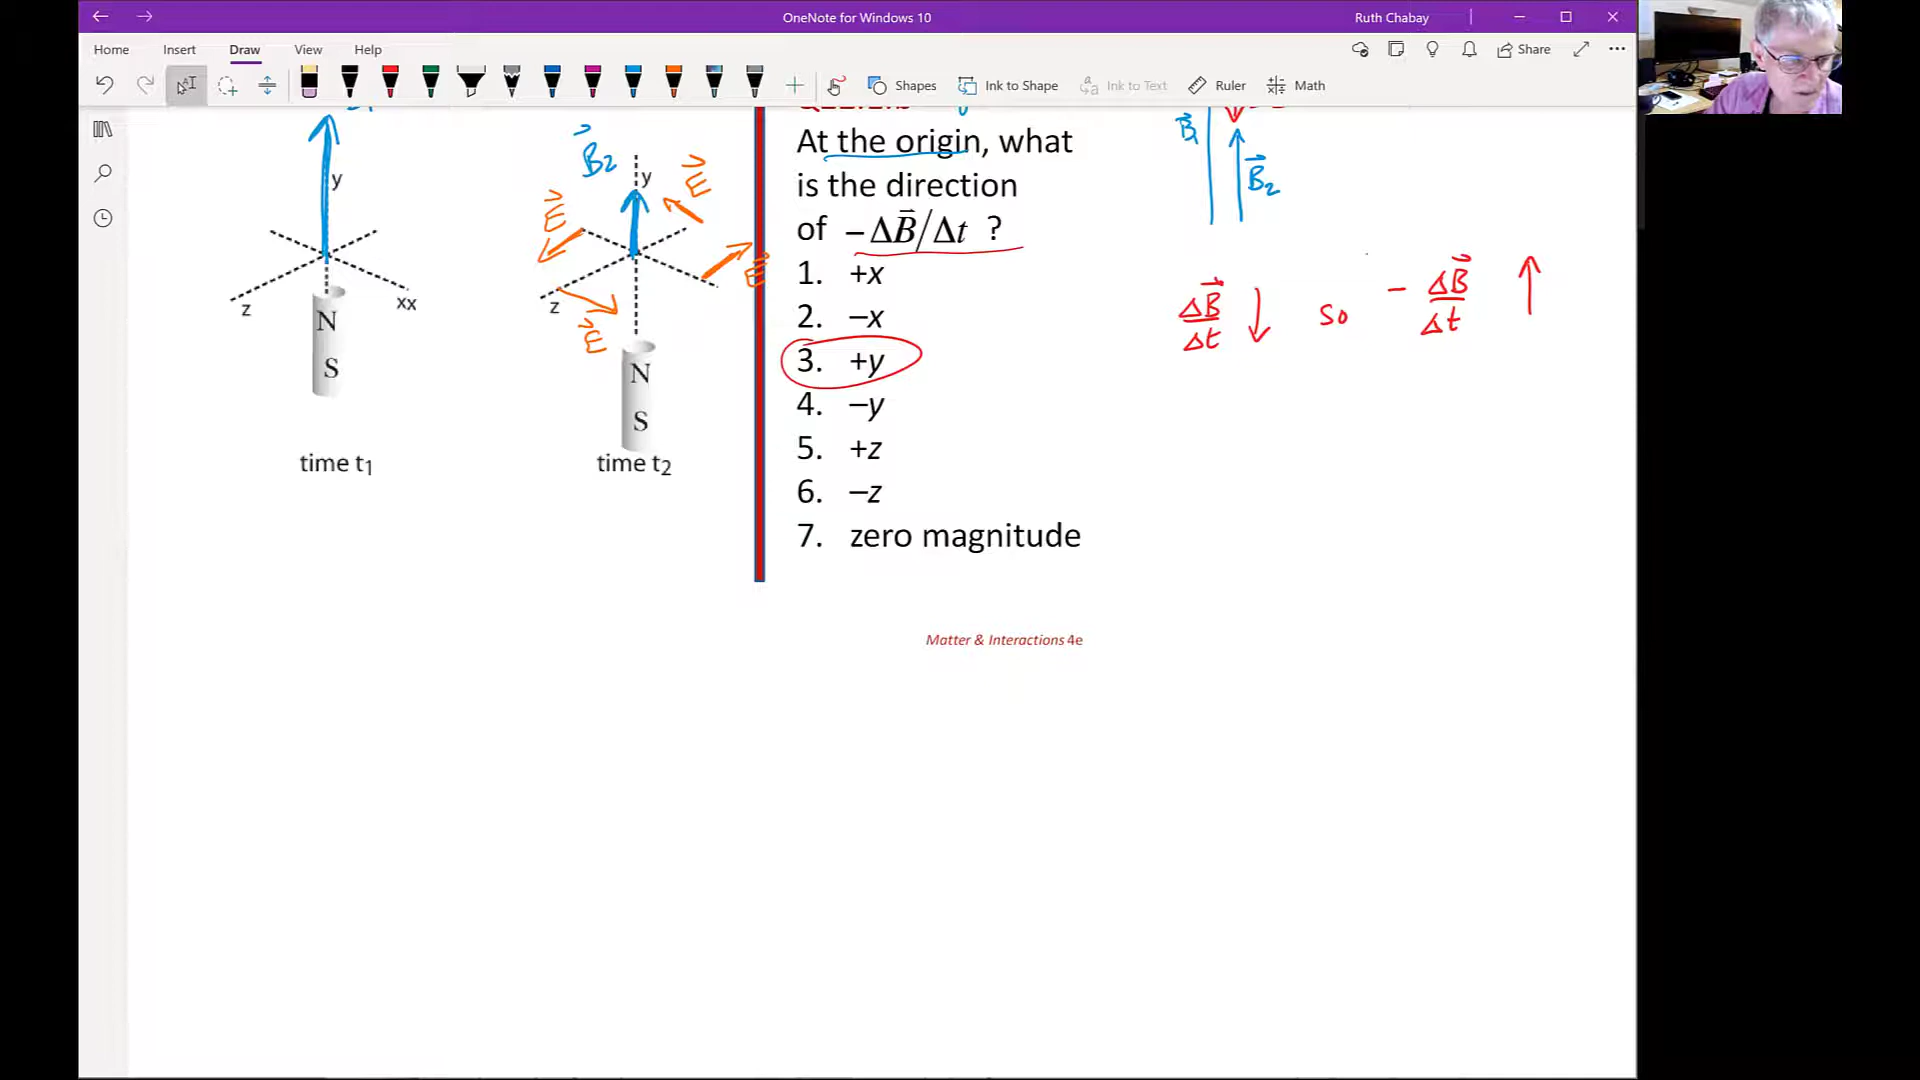 OneNote for Windows 10
Ruth Chabay
Home Insert Draw View Help
Share
Shapes Ink to Shape Ink to Text Ruler Math
y
z
xx
N
S
time t1
B2
y
E
E
E
E
z
N
S
time t2
At the origin, what
is the direction
of −ΔB/Δt ?
1. +x
2. −x
3. +y
4. −y
5. +z
6. −z
7. zero magnitude
B1
B2
ΔB/Δt ↓ so − ΔB/Δt ↑
Matter & Interactions 4e